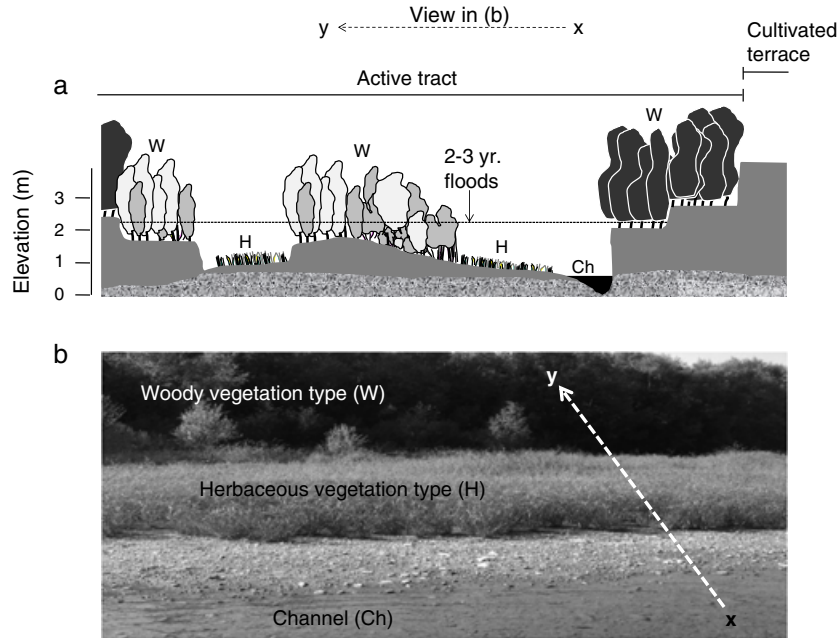 View in (b)
y x
Cultivated
terrace
a
Active tract
W
W
W
2-3 yr.
floods
Elevation (m)
3
2
1
0
H
H
Ch
b
Woody vegetation type (W)
y
Herbaceous vegetation type (H)
Channel (Ch)
x